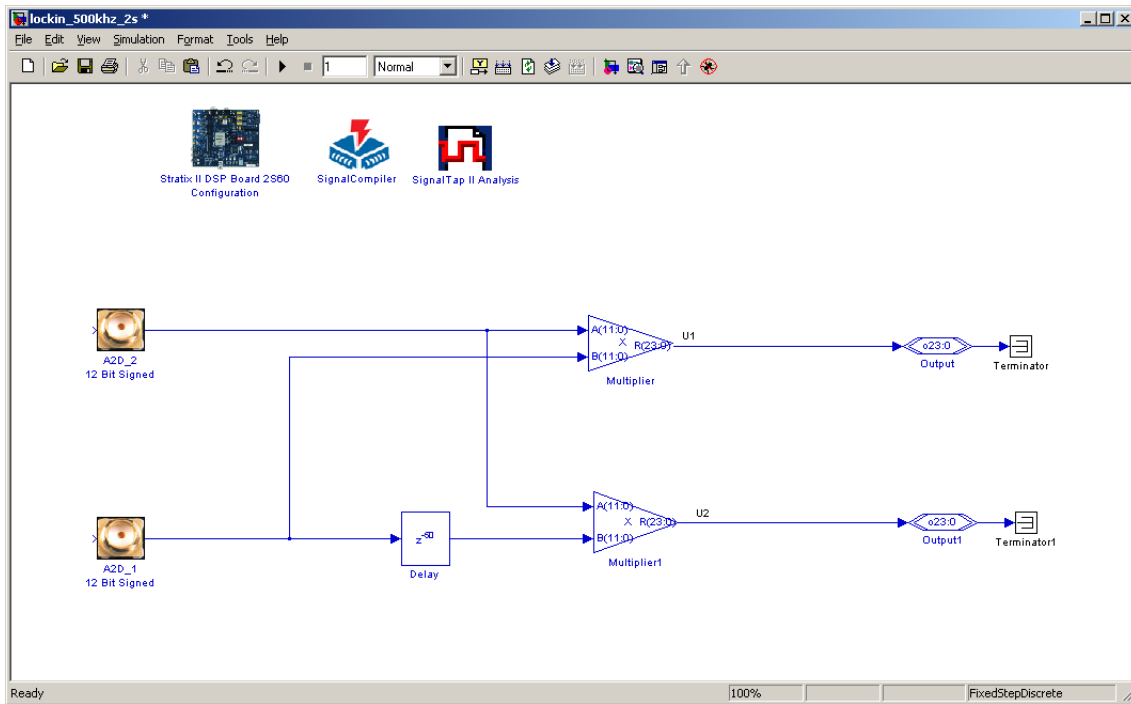 lockin_500khz_2s *
File Edit View Simulation Format Tools Help
1 Normal
Stratix II DSP Board 2S60
Configuration
SignalCompiler
SignalTap II Analysis
A2D_2
12 Bit Signed
A(11:0)
B(11:0)
X
R(23:0)
Multiplier
U1
o23:0
Output
Terminator
A2D_1
12 Bit Signed
z-50
Delay
A(11:0)
B(11:0)
X
R(23:0)
Multiplier1
U2
o23:0
Output1
Terminator1
Ready 100% FixedStepDiscrete